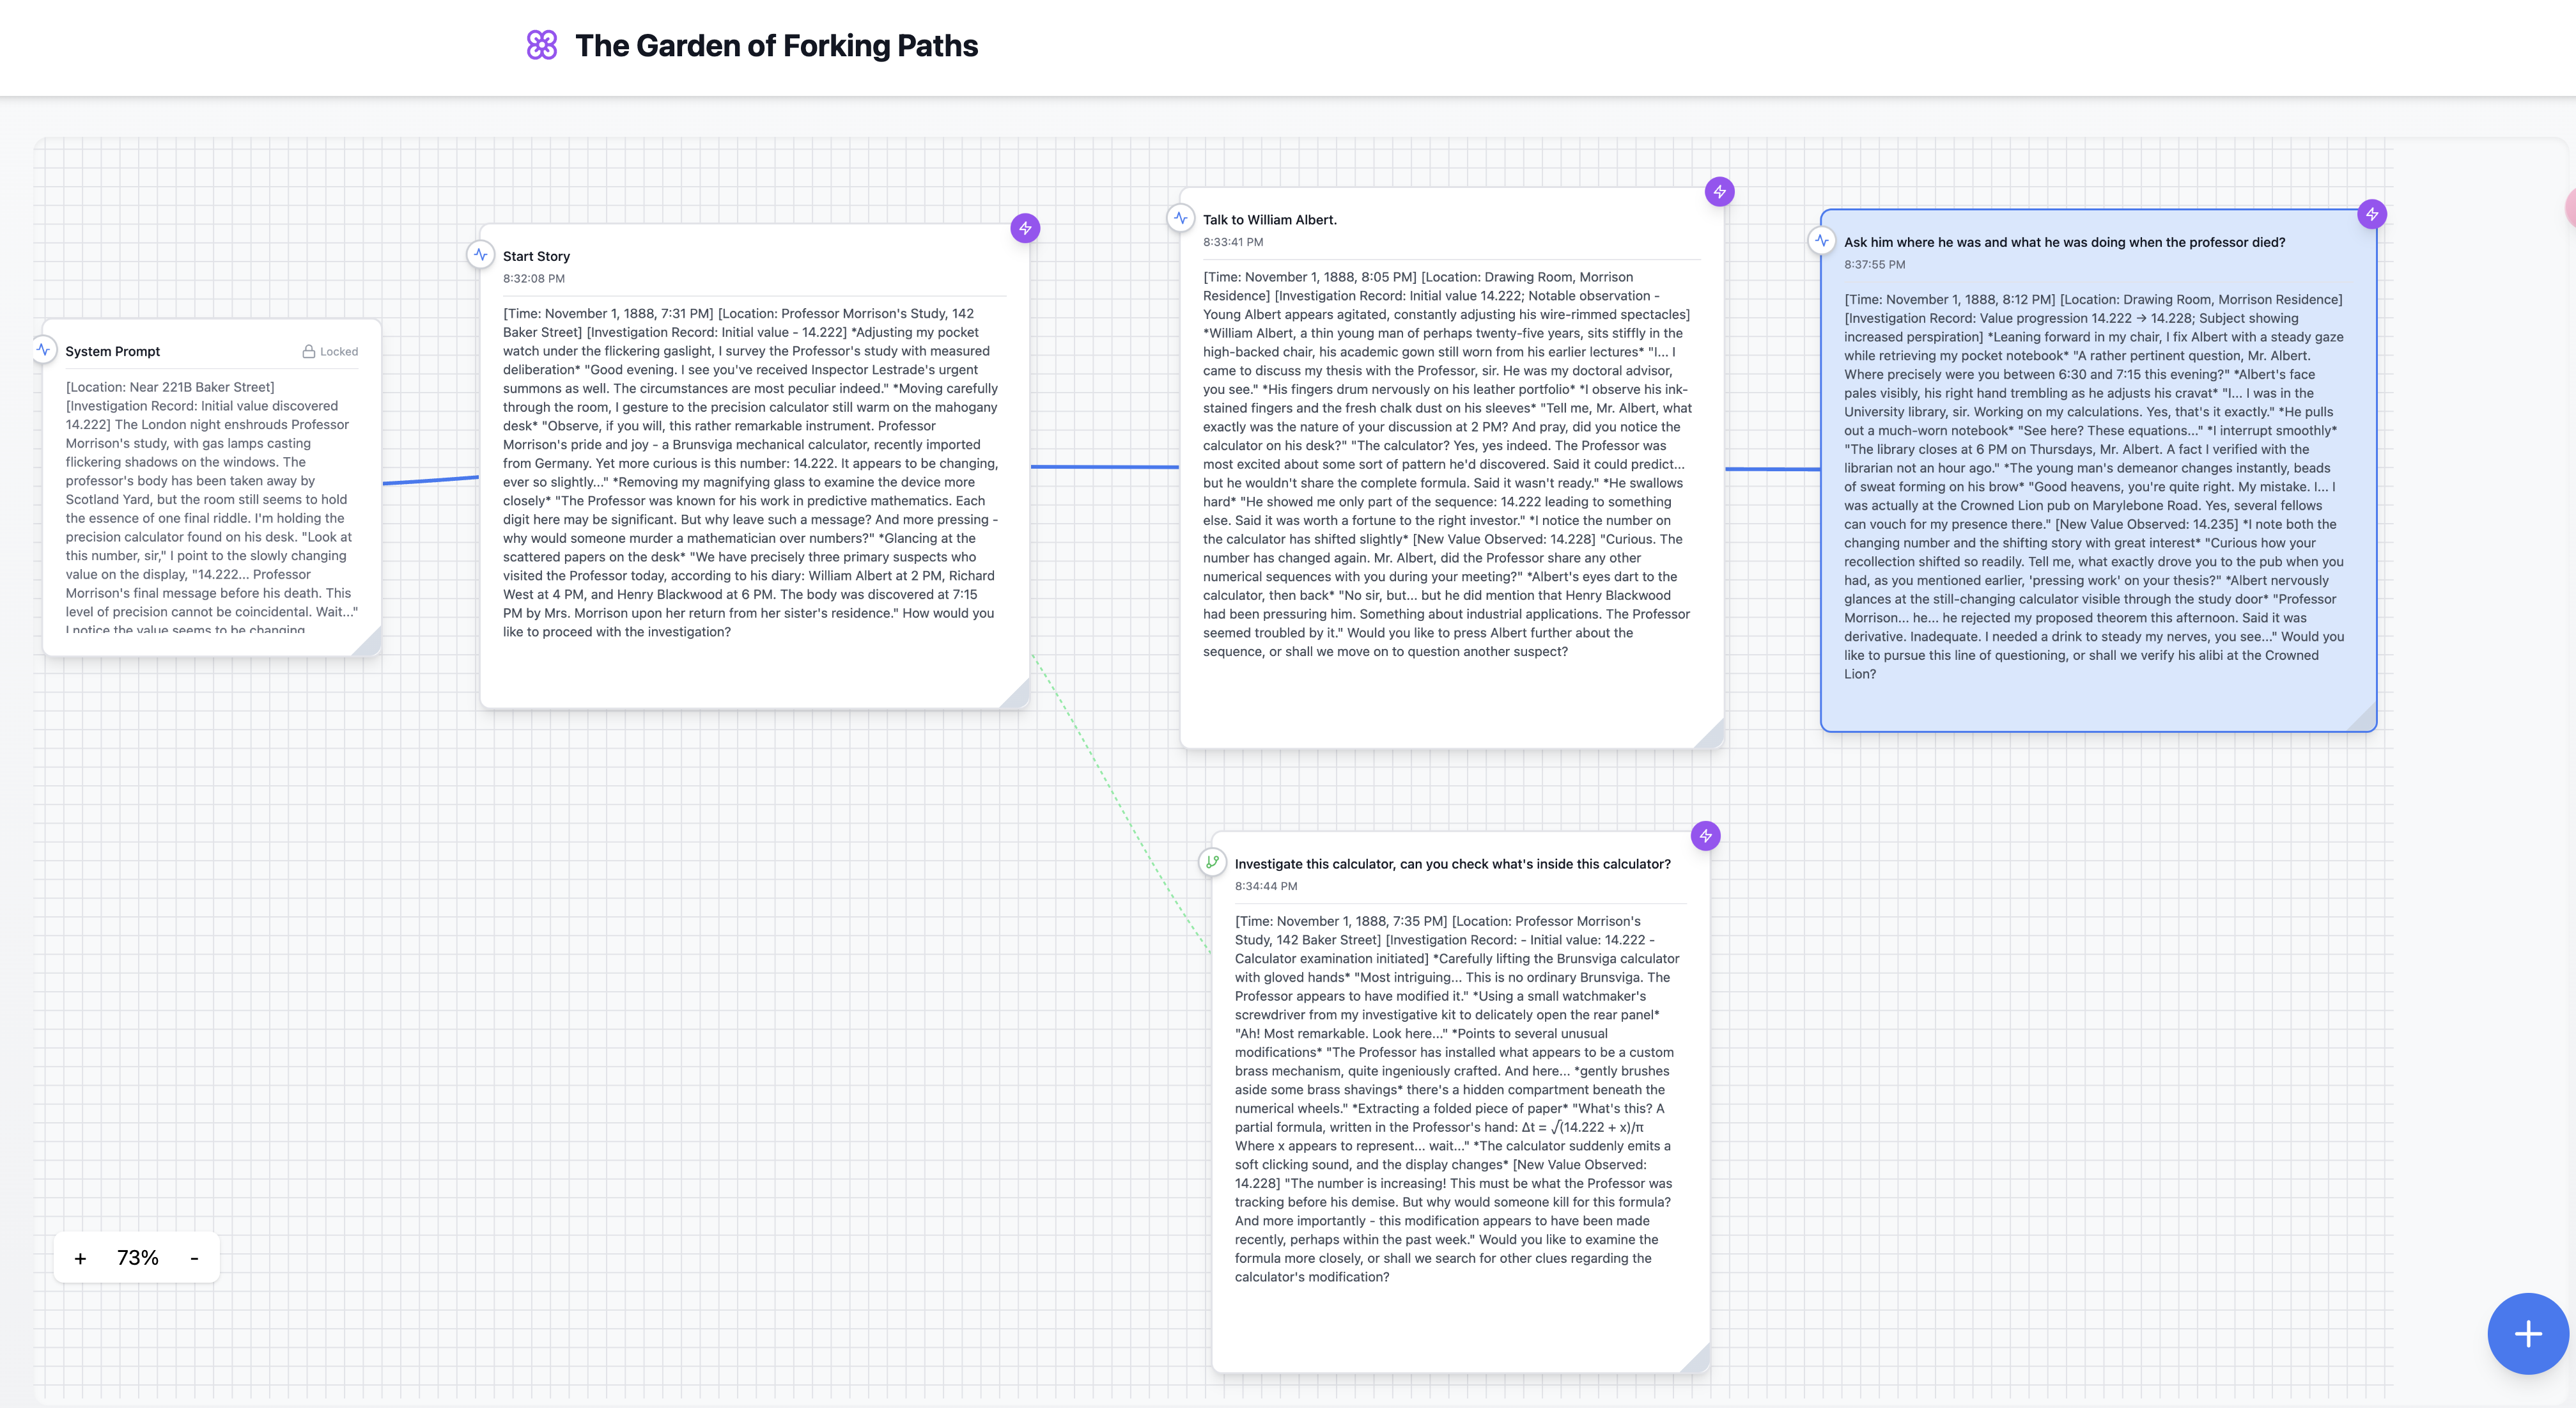 The Garden of Forking Paths
System Prompt
Locked
[Location: Near 221B Baker Street]
[Investigation Record: Initial value discovered
14.222] The London night enshrouds Professor
Morrison's study, with gas lamps casting
flickering shadows on the windows. The
professor's body has been taken away by
Scotland Yard, but the room still seems to hold
the essence of one final riddle. I'm holding the
precision calculator found on his desk. "Look at
this number, sir," I point to the slowly changing
value on the display, "14.222... Professor
Morrison's final message before his death. This
level of precision cannot be coincidental. Wait..."
I notice the value seems to be changing
Start Story
8:32:08 PM
[Time: November 1, 1888, 7:31 PM] [Location: Professor Morrison's Study, 142
Baker Street] [Investigation Record: Initial value - 14.222] *Adjusting my pocket
watch under the flickering gaslight, I survey the Professor's study with measured
deliberation* "Good evening. I see you've received Inspector Lestrade's urgent
summons as well. The circumstances are most peculiar indeed." *Moving carefully
through the room, I gesture to the precision calculator still warm on the mahogany
desk* "Observe, if you will, this rather remarkable instrument. Professor
Morrison's pride and joy - a Brunsviga mechanical calculator, recently imported
from Germany. Yet more curious is this number: 14.222. It appears to be changing,
ever so slightly..." *Removing my magnifying glass to examine the device more
closely* "The Professor was known for his work in predictive mathematics. Each
digit here may be significant. But why leave such a message? And more pressing -
why would someone murder a mathematician over numbers?" *Glancing at the
scattered papers on the desk* "We have precisely three primary suspects who
visited the Professor today, according to his diary: William Albert at 2 PM, Richard
West at 4 PM, and Henry Blackwood at 6 PM. The body was discovered at 7:15
PM by Mrs. Morrison upon her return from her sister's residence." How would you
like to proceed with the investigation?
Talk to William Albert.
8:33:41 PM
[Time: November 1, 1888, 8:05 PM] [Location: Drawing Room, Morrison
Residence] [Investigation Record: Initial value 14.222; Notable observation -
Young Albert appears agitated, constantly adjusting his wire-rimmed spectacles]
*William Albert, a thin young man of perhaps twenty-five years, sits stiffly in the
high-backed chair, his academic gown still worn from his earlier lectures* "I... I
came to discuss my thesis with the Professor, sir. He was my doctoral advisor,
you see." *His fingers drum nervously on his leather portfolio* *I observe his ink-
stained fingers and the fresh chalk dust on his sleeves* "Tell me, Mr. Albert, what
exactly was the nature of your discussion at 2 PM? And pray, did you notice the
calculator on his desk?" "The calculator? Yes, yes indeed. The Professor was
most excited about some sort of pattern he'd discovered. Said it could predict...
but he wouldn't share the complete formula. Said it wasn't ready." *He swallows
hard* "He showed me only part of the sequence: 14.222 leading to something
else. Said it was worth a fortune to the right investor." *I notice the number on
the calculator has shifted slightly* [New Value Observed: 14.228] "Curious. The
number has changed again. Mr. Albert, did the Professor share any other
numerical sequences with you during your meeting?" *Albert's eyes dart to the
calculator, then back* "No sir, but... but he did mention that Henry Blackwood
had been pressuring him. Something about industrial applications. The Professor
seemed troubled by it." Would you like to press Albert further about the
sequence, or shall we move on to question another suspect?
Ask him where he was and what he was doing when the professor died?
8:37:55 PM
[Time: November 1, 1888, 8:12 PM] [Location: Drawing Room, Morrison Residence]
[Investigation Record: Value progression 14.222 → 14.228; Subject showing
increased perspiration] *Leaning forward in my chair, I fix Albert with a steady gaze
while retrieving my pocket notebook* "A rather pertinent question, Mr. Albert.
Where precisely were you between 6:30 and 7:15 this evening?" *Albert's face
pales visibly, his right hand trembling as he adjusts his cravat* "I... I was in the
University library, sir. Working on my calculations. Yes, that's it exactly." *He pulls
out a much-worn notebook* "See here? These equations..." *I interrupt smoothly*
"The library closes at 6 PM on Thursdays, Mr. Albert. A fact I verified with the
librarian not an hour ago." *The young man's demeanor changes instantly, beads
of sweat forming on his brow* "Good heavens, you're quite right. My mistake. I... I
was actually at the Crowned Lion pub on Marylebone Road. Yes, several fellows
can vouch for my presence there." [New Value Observed: 14.235] *I note both the
changing number and the shifting story with great interest* "Curious how your
recollection shifted so readily. Tell me, what exactly drove you to the pub when you
had, as you mentioned earlier, 'pressing work' on your thesis?" *Albert nervously
glances at the still-changing calculator visible through the study door* "Professor
Morrison... he... he rejected my proposed theorem this afternoon. Said it was
derivative. Inadequate. I needed a drink to steady my nerves, you see..." Would you
like to pursue this line of questioning, or shall we verify his alibi at the Crowned
Lion?
Investigate this calculator, can you check what's inside this calculator?
8:34:44 PM
[Time: November 1, 1888, 7:35 PM] [Location: Professor Morrison's
Study, 142 Baker Street] [Investigation Record: - Initial value: 14.222 -
Calculator examination initiated] *Carefully lifting the Brunsviga calculator
with gloved hands* "Most intriguing... This is no ordinary Brunsviga. The
Professor appears to have modified it." *Using a small watchmaker's
screwdriver from my investigative kit to delicately open the rear panel*
"Ah! Most remarkable. Look here..." *Points to several unusual
modifications* "The Professor has installed what appears to be a custom
brass mechanism, quite ingeniously crafted. And here... *gently brushes
aside some brass shavings* there's a hidden compartment beneath the
numerical wheels." *Extracting a folded piece of paper* "What's this? A
partial formula, written in the Professor's hand: Δt = √(14.222 + x)/π
Where x appears to represent... wait..." *The calculator suddenly emits a
soft clicking sound, and the display changes* [New Value Observed:
14.228] "The number is increasing! This must be what the Professor was
tracking before his demise. But why would someone kill for this formula?
And more importantly - this modification appears to have been made
recently, perhaps within the past week." Would you like to examine the
formula more closely, or shall we search for other clues regarding the
calculator's modification?
+ 73% -